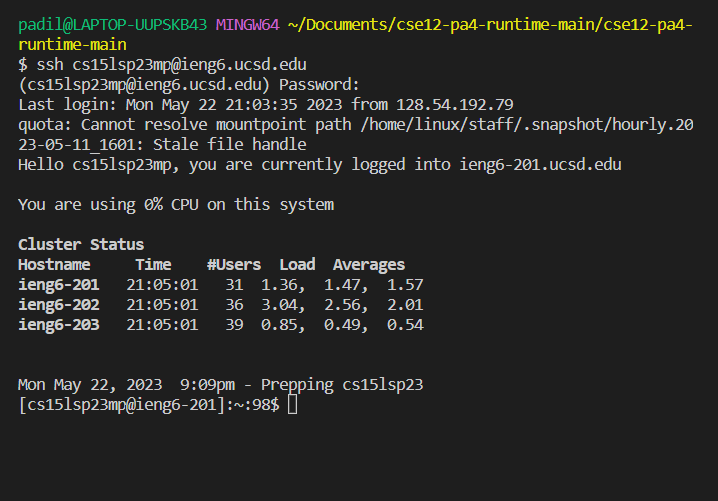 padil@LAPTOP-UUPSKB43 MINGW64 ~/Documents/cse12-pa4-runtime-main/cse12-pa4-
runtime-main
$ ssh cs15lsp23mp@ieng6.ucsd.edu
(cs15lsp23mp@ieng6.ucsd.edu) Password:
Last login: Mon May 22 21:03:35 2023 from 128.54.192.79
quota: Cannot resolve mountpoint path /home/linux/staff/.snapshot/hourly.20
23-05-11_1601: Stale file handle
Hello cs15lsp23mp, you are currently logged into ieng6-201.ucsd.edu
You are using 0% CPU on this system
Cluster Status
Hostname     Time    #Users  Load  Averages
ieng6-201   21:05:01   31  1.36,  1.47,  1.57
ieng6-202   21:05:01   36  3.04,  2.56,  2.01
ieng6-203   21:05:01   39  0.85,  0.49,  0.54
Mon May 22, 2023  9:09pm - Prepping cs15lsp23
[cs15lsp23mp@ieng6-201]:~:98$